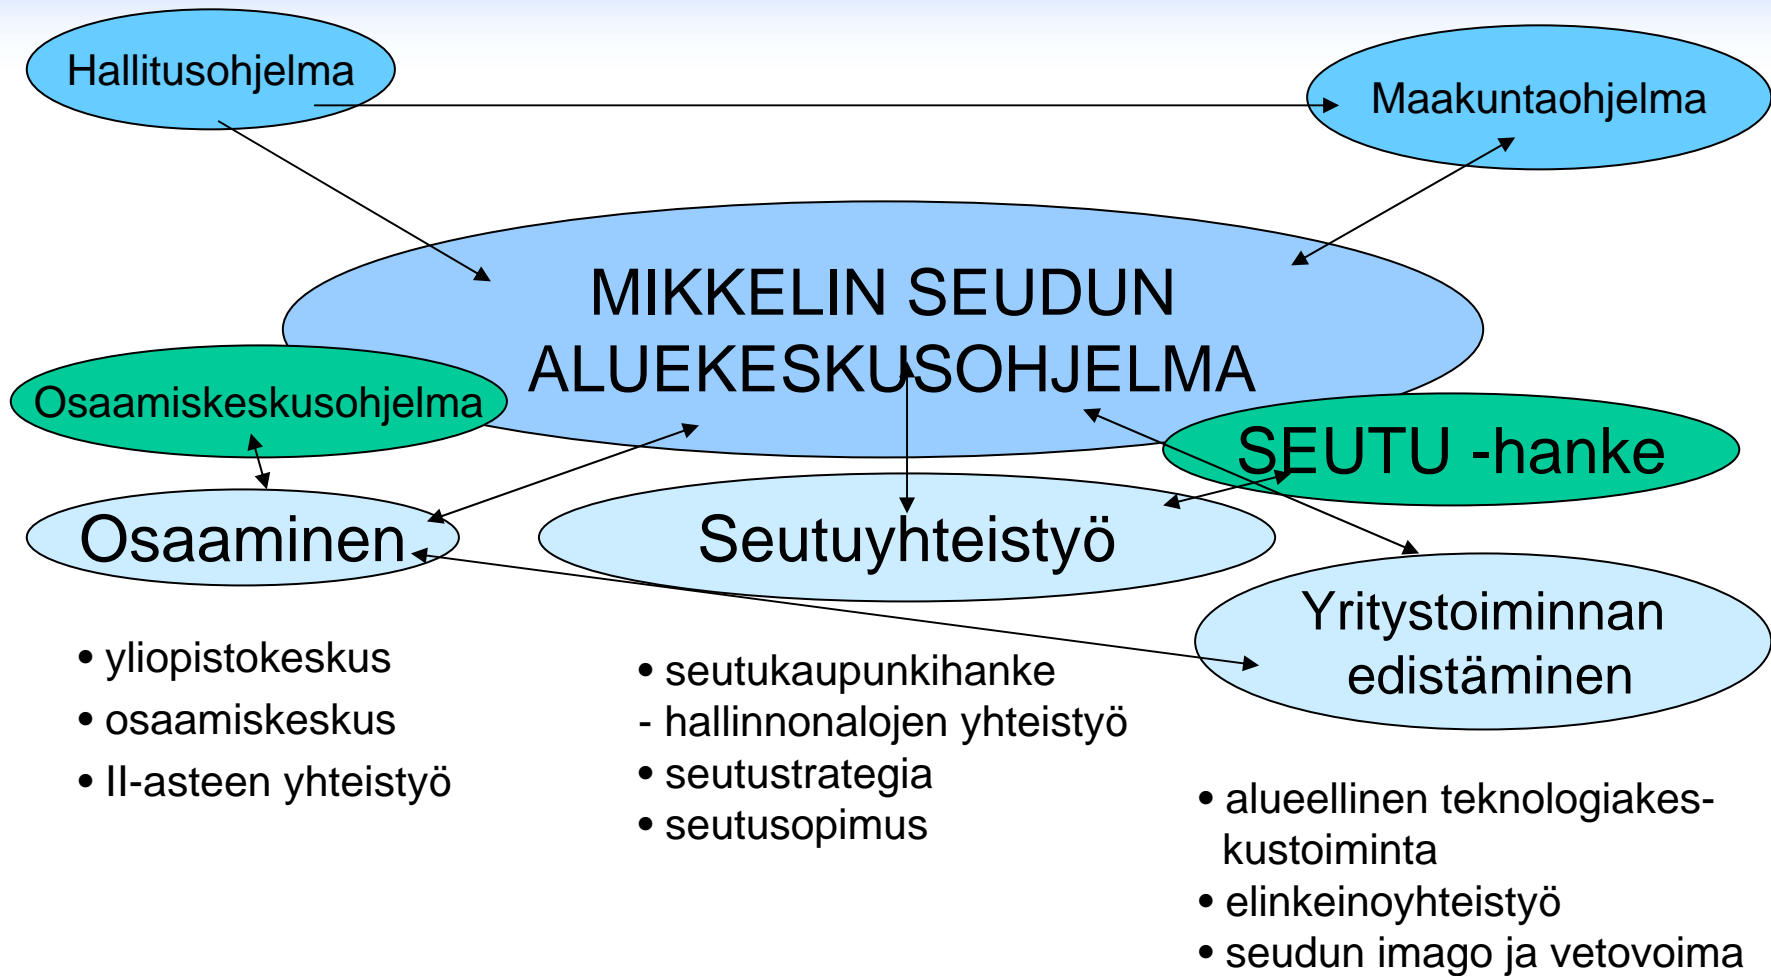 Hallitusohjelma
Maakuntaohjelma
MIKKELIN SEUDUN
ALUEKESKUSOHJELMA
Osaamiskeskusohjelma
SEUTU -hanke
Osaaminen
Seutuyhteistyö
Yritystoiminnan
edistäminen
• yliopistokeskus
• osaamiskeskus
• II-asteen yhteistyö
• seutukaupunkihanke
- hallinnonalojen yhteistyö
• seutustrategia
• seutusopimus
• alueellinen teknologiakes-
kustoiminta
• elinkeinoyhteistyö
• seudun imago ja vetovoima